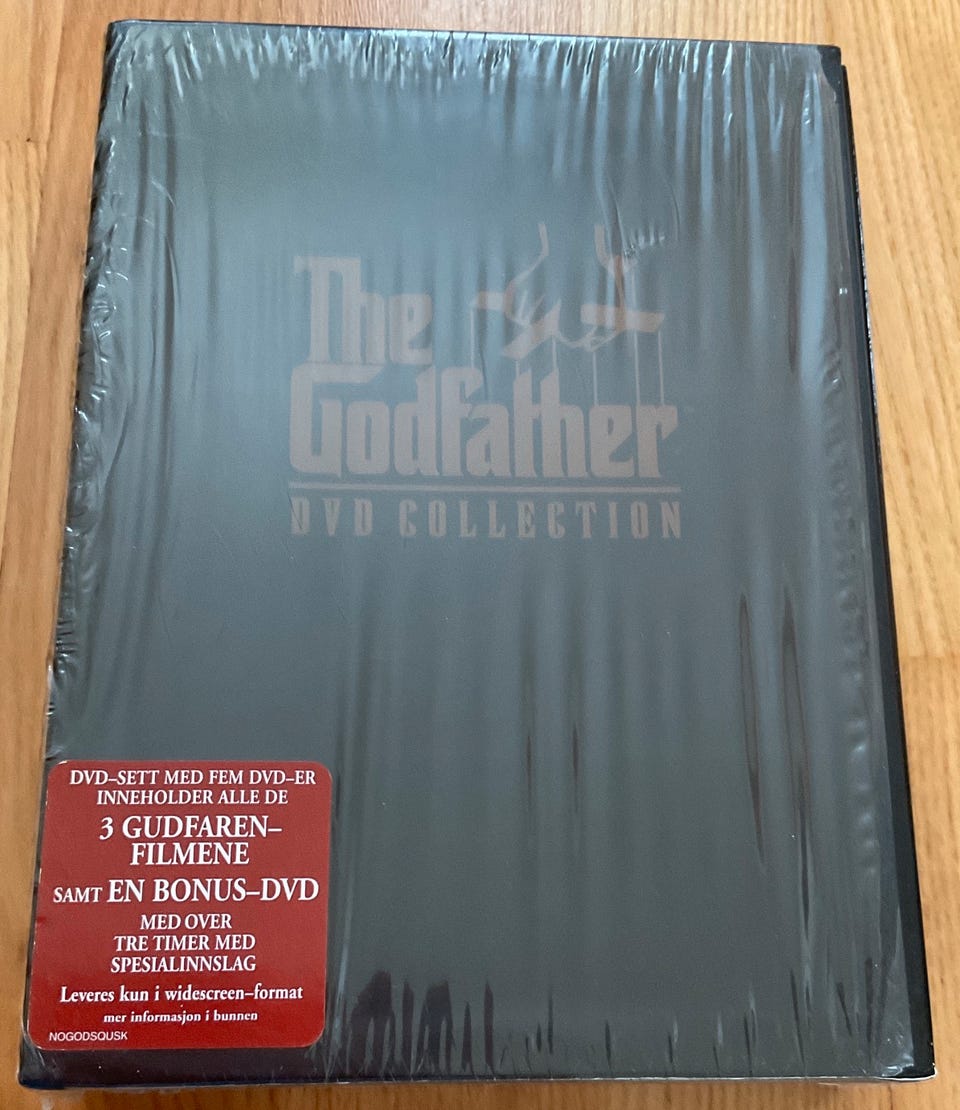 The
Godfather
DVD COLLECTION
DVD–SETT MED FEM DVD–ER
INNEHOLDER ALLE DE
3 GUDFAREN–
FILMENE
SAMT EN BONUS–DVD
MED OVER
TRE TIMER MED
SPESIALINNSLAG
Leveres kun i widescreen–format
mer informasjon i bunnen
NOGODSQUSK